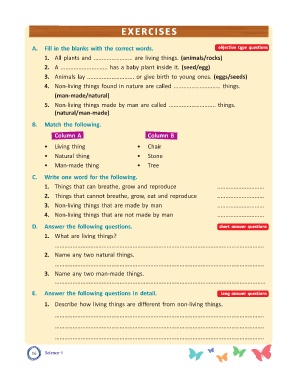 EXERCISES
A. Fill in the blanks with the correct words. objective type questions
1. All plants and ........................ are living things. (animals/rocks)
2. A ........................ has a baby plant inside it. (seed/egg)
3. Animals lay ........................ or give birth to young ones. (eggs/seeds)
4. Non-living things found in nature are called ........................ things.
(man-made/natural)
5. Non-living things made by man are called ........................ things.
(natural/man-made)
B. Match the following.
Column A Column B
• Living thing • Chair
• Natural thing • Stone
• Man-made thing • Tree
C. Write one word for the following.
1. Things that can breathe, grow and reproduce ........................
2. Things that cannot breathe, grow, eat and reproduce ........................
3. Non-living things that are made by man ........................
4. Non-living things that are not made by man ........................
D. Answer the following questions. short answer questions
1. What are living things?
2. Name any two natural things.
3. Name any two man-made things.
E. Answer the following questions in detail. long answer questions
1. Describe how living things are different from non-living things.
Science-1